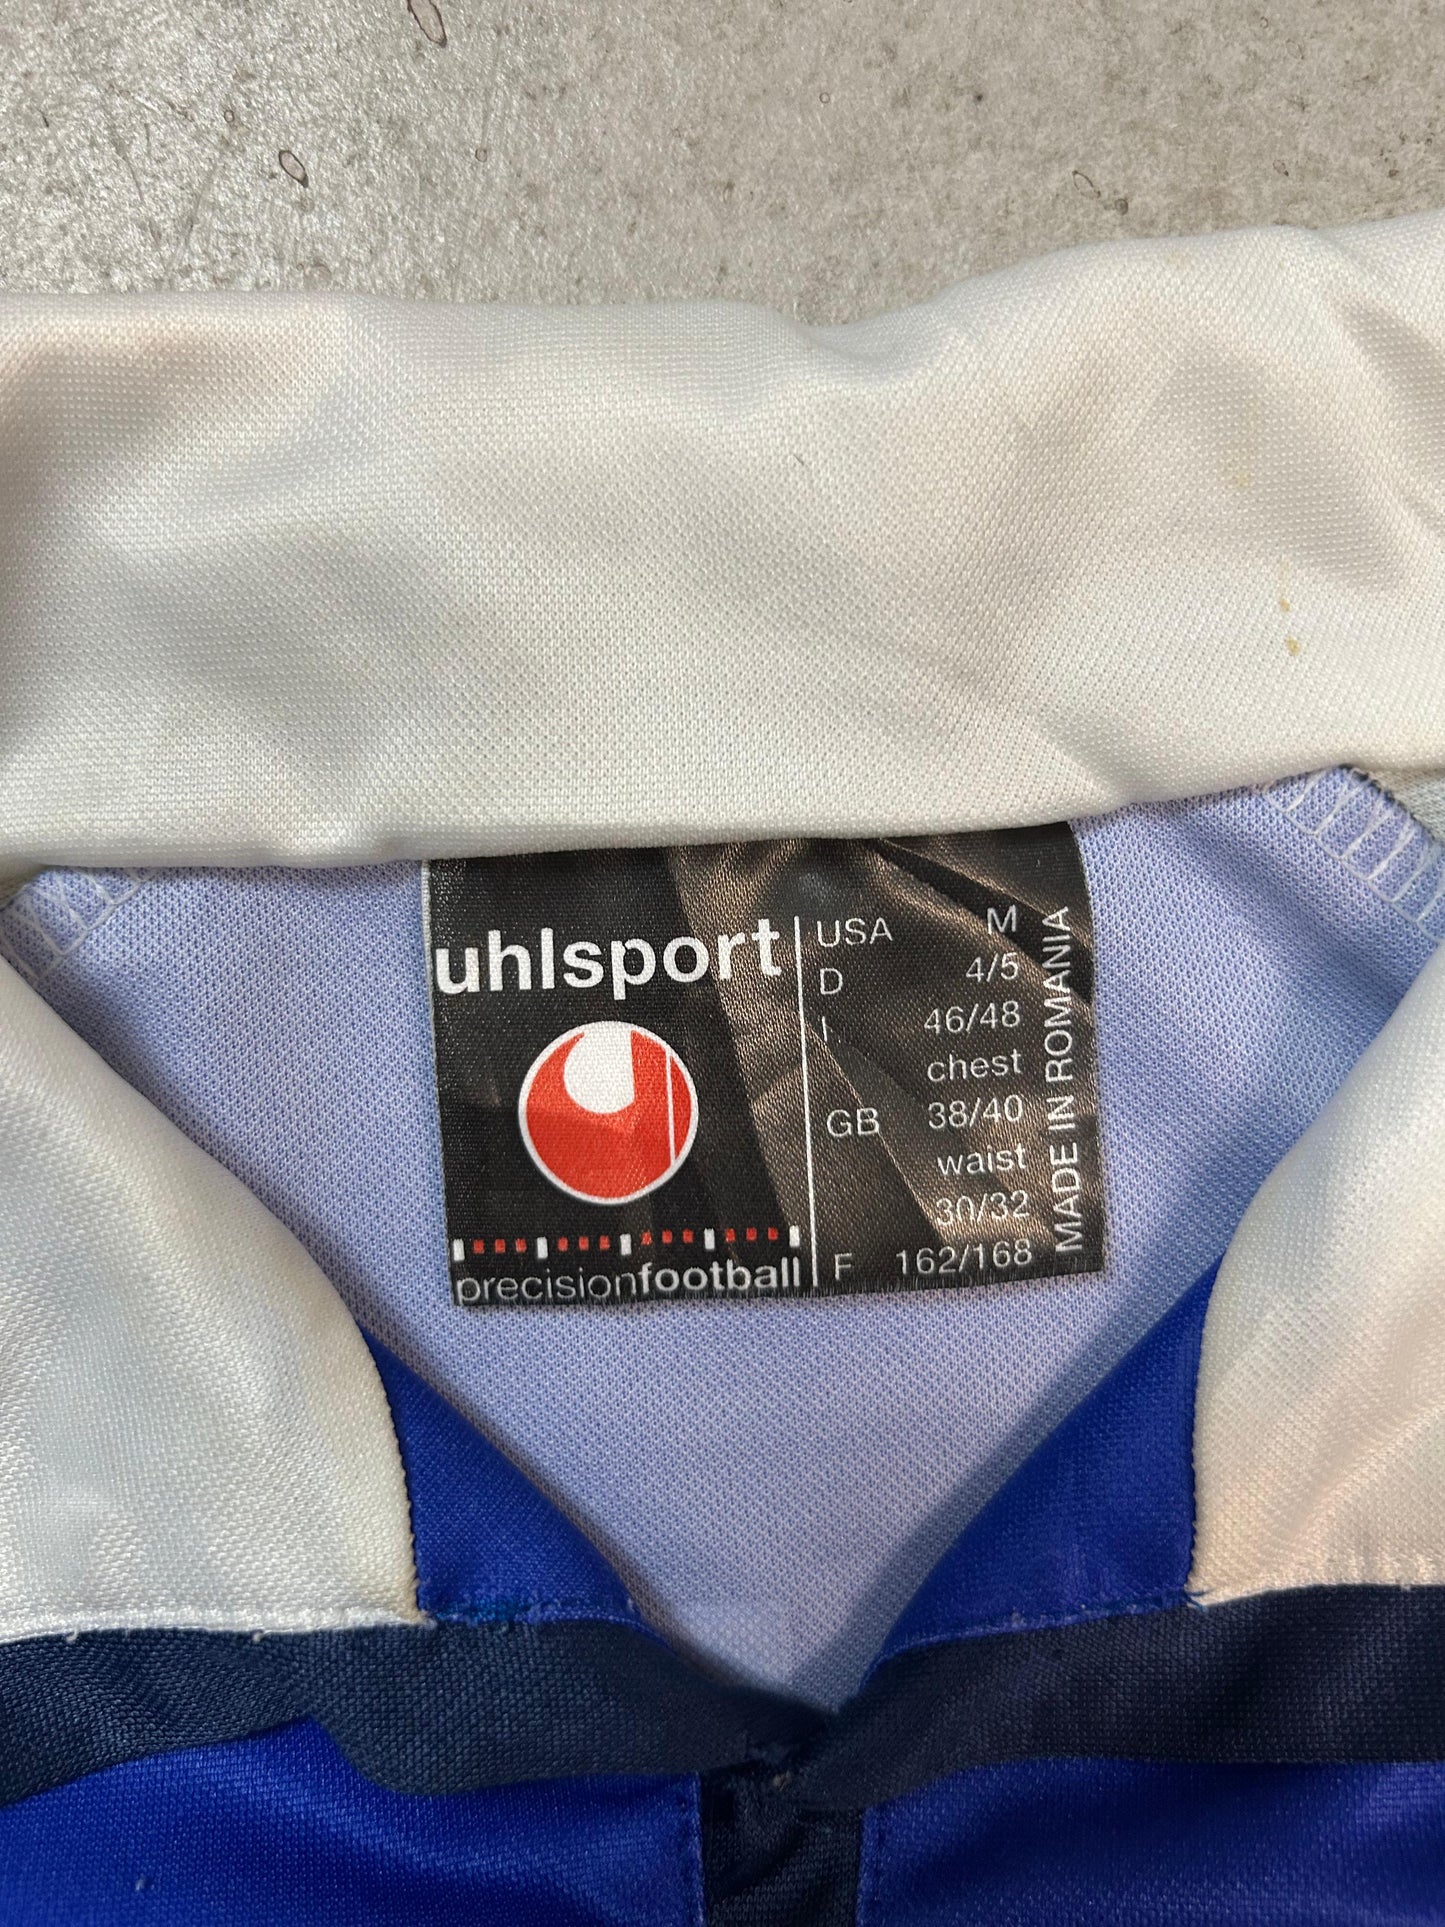 uhlsport
precisionfootball
USA M
D 4/5
I 46/48
chest
GB 38/40
waist
30/32
F 162/168
MADE IN ROMANIA